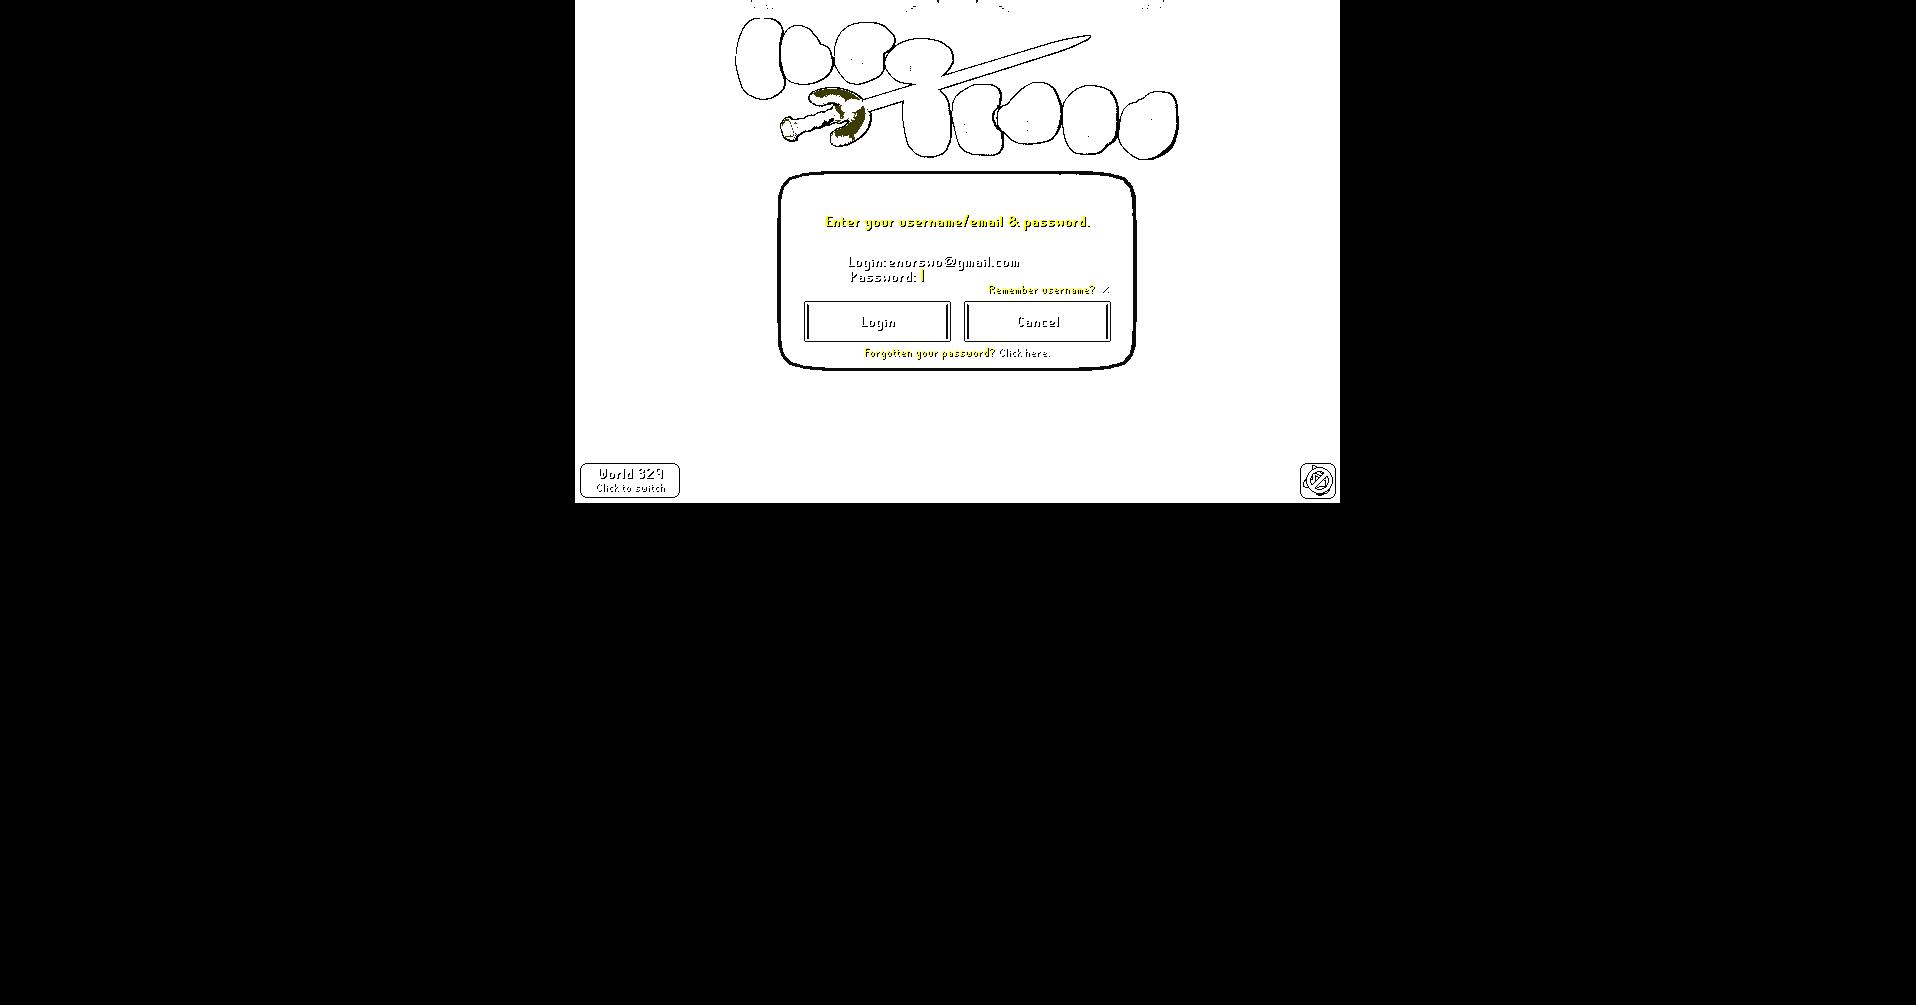 Enter your username/email & password.
Login: enorswo@gmail.com
Password:
Remember username?
Login
Cancel
Forgotten your password? Click here.
World 329
Click to switch